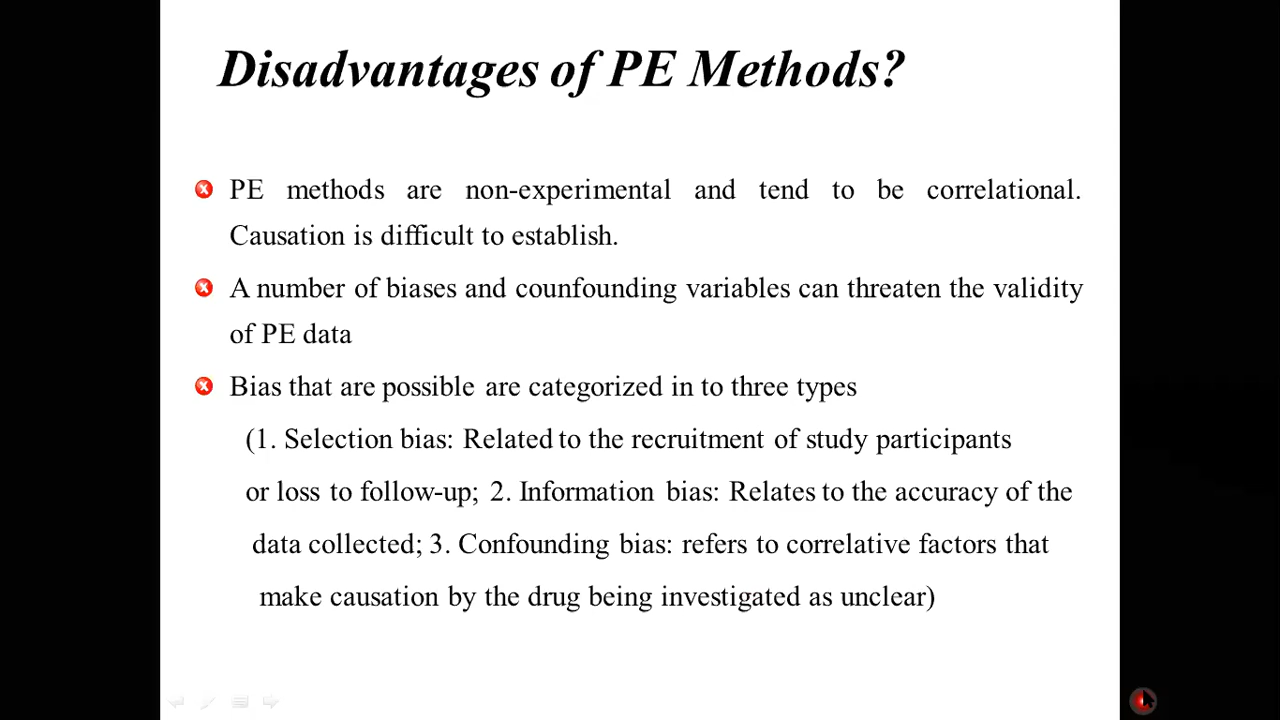 Disadvantages of PE Methods?
PE methods are non-experimental and tend to be correlational.
Causation is difficult to establish.
A number of biases and counfounding variables can threaten the validity
of PE data
Bias that are possible are categorized in to three types
(1. Selection bias: Related to the recruitment of study participants
or loss to follow-up; 2. Information bias: Relates to the accuracy of the
data collected; 3. Confounding bias: refers to correlative factors that
make causation by the drug being investigated as unclear)